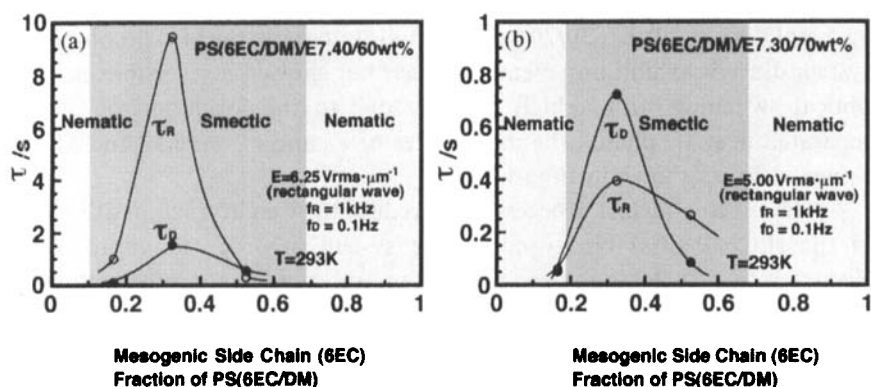 (a)
PS(6EC/DM)/E7.40/60wt%
Nematic
τR
Smectic
Nematic
E=6.25 Vrms·μm⁻¹
(rectangular wave)
fR = 1kHz
fD = 0.1Hz
τD
T=293K
τ /s
10
8
6
4
2
0
0 0.2 0.4 0.6 0.8 1
Mesogenic Side Chain (6EC)
Fraction of PS(6EC/DM)
(b)
PS(6EC/DM)/E7.30/70wt%
Nematic
τD
Smectic
Nematic
τR
E=5.00 Vrms·μm⁻¹
(rectangular wave)
fR = 1kHz
fD = 0.1Hz
T=293K
τ /s
1
0.8
0.6
0.4
0.2
0
0 0.2 0.4 0.6 0.8 1
Mesogenic Side Chain (6EC)
Fraction of PS(6EC/DM)